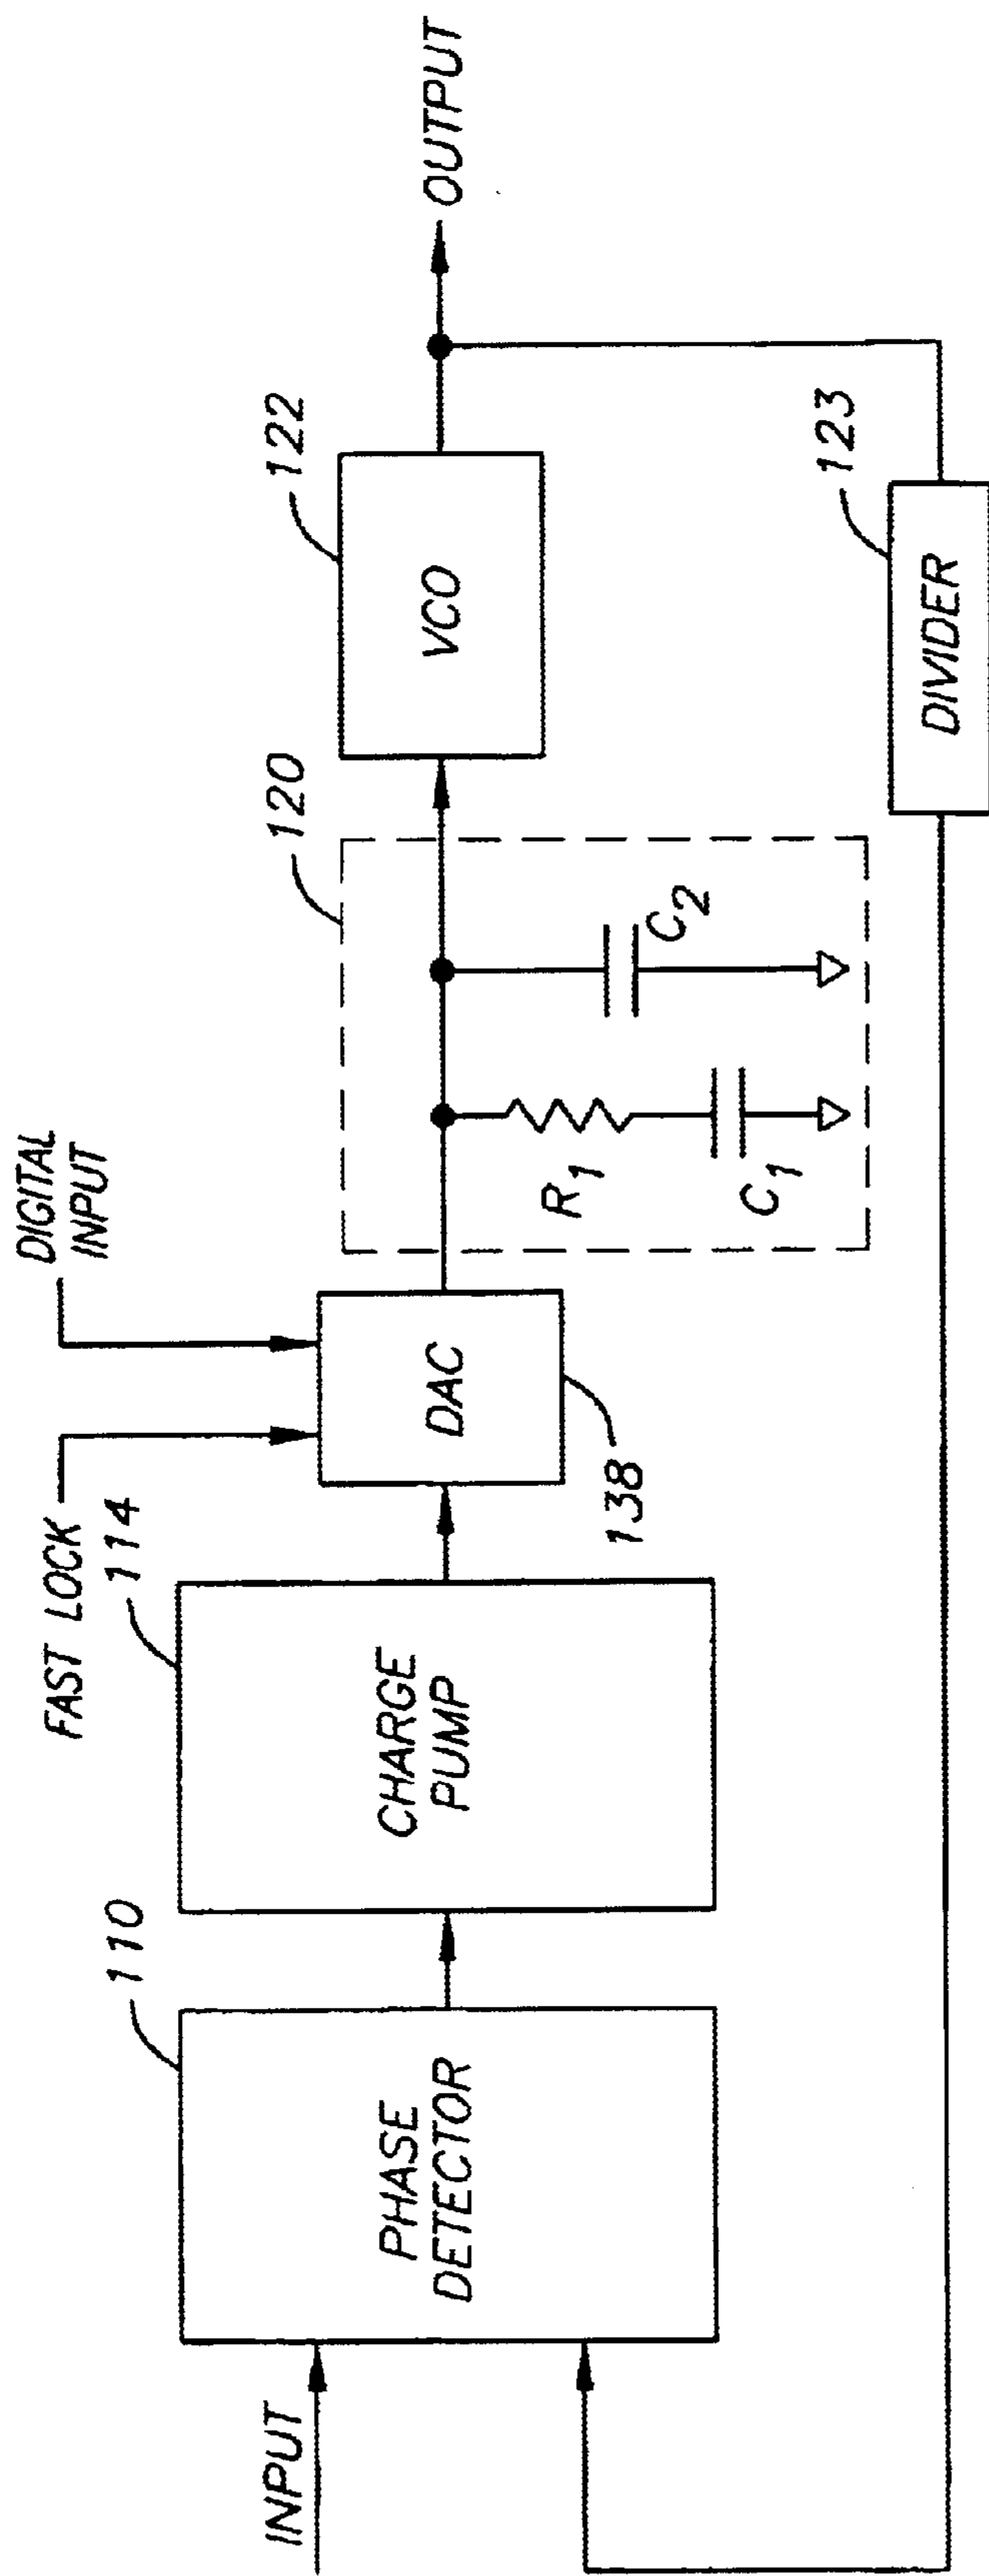 INPUT
PHASE
DETECTOR
110
CHARGE
PUMP
114
FAST LOCK
DIGITAL
INPUT
DAC
138
120
R1
C1
C2
VCO
122
OUTPUT
DIVIDER
123